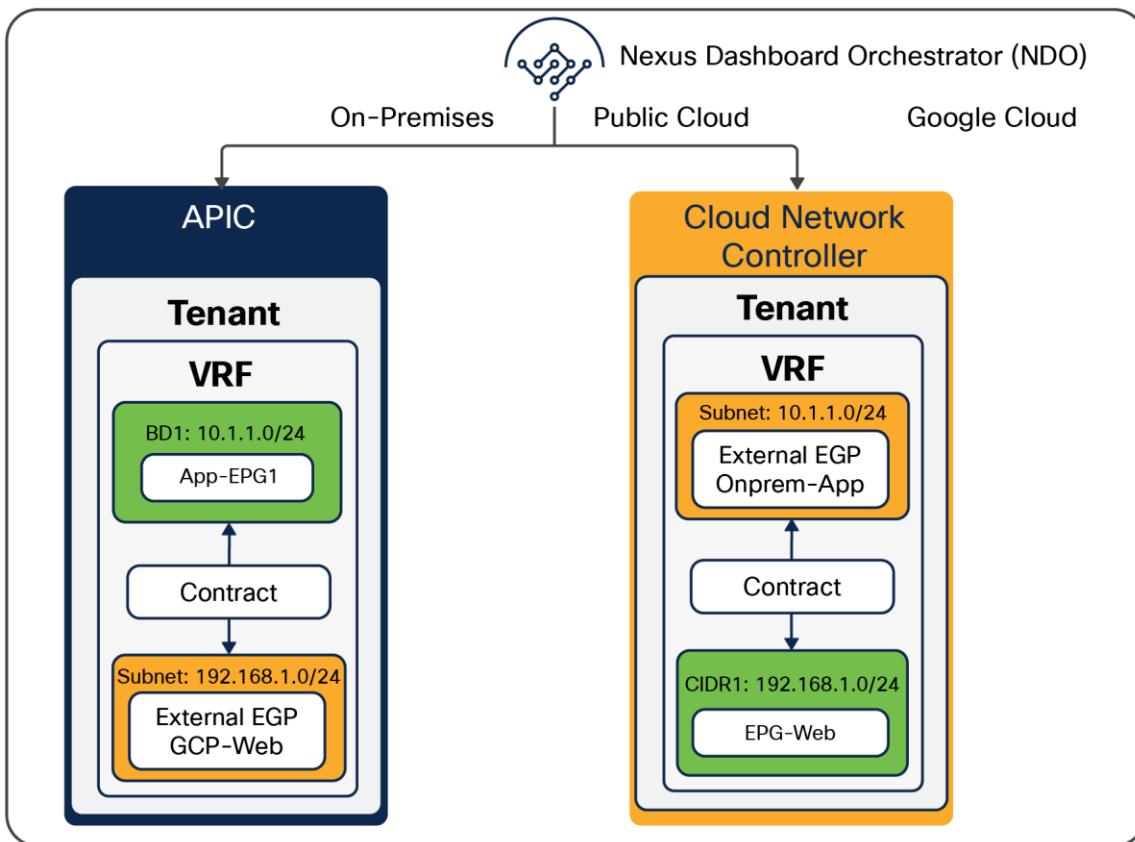 Nexus Dashboard Orchestrator (NDO)
On-Premises
Public Cloud
Google Cloud
APIC
Tenant
VRF
BD1: 10.1.1.0/24
App-EPG1
Contract
Subnet: 192.168.1.0/24
External EGP
GCP-Web
Cloud Network
Controller
Tenant
VRF
Subnet: 10.1.1.0/24
External EGP
Onprem-App
Contract
CIDR1: 192.168.1.0/24
EPG-Web